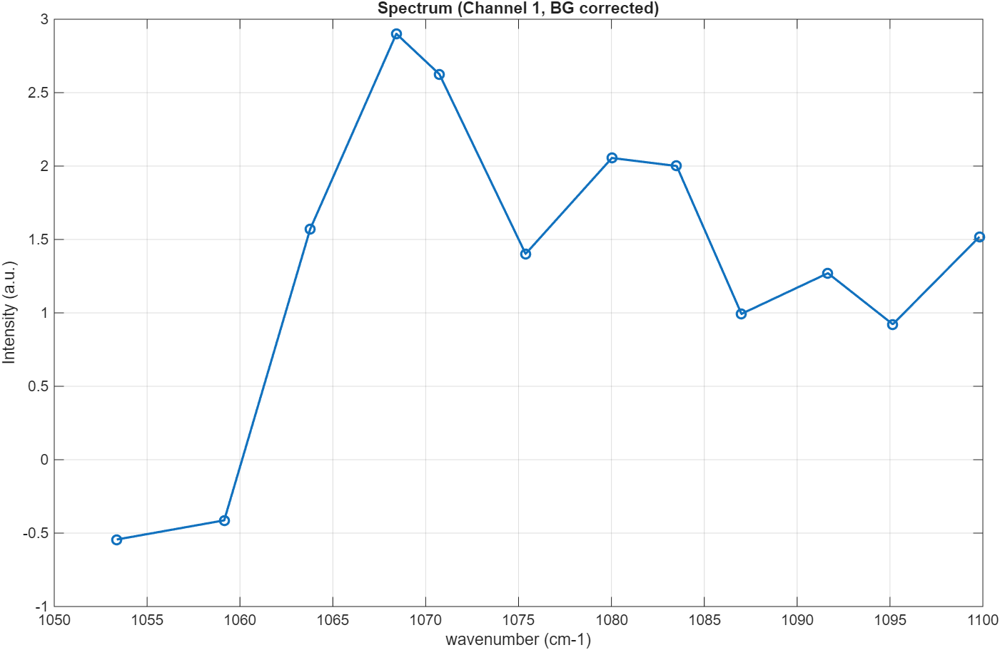 Spectrum (Channel 1, BG corrected)
3
2.5
2
1.5
1
0.5
0
-0.5
-1
Intensity (a.u.)
1050 1055 1060 1065 1070 1075 1080 1085 1090 1095 1100
wavenumber (cm-1)